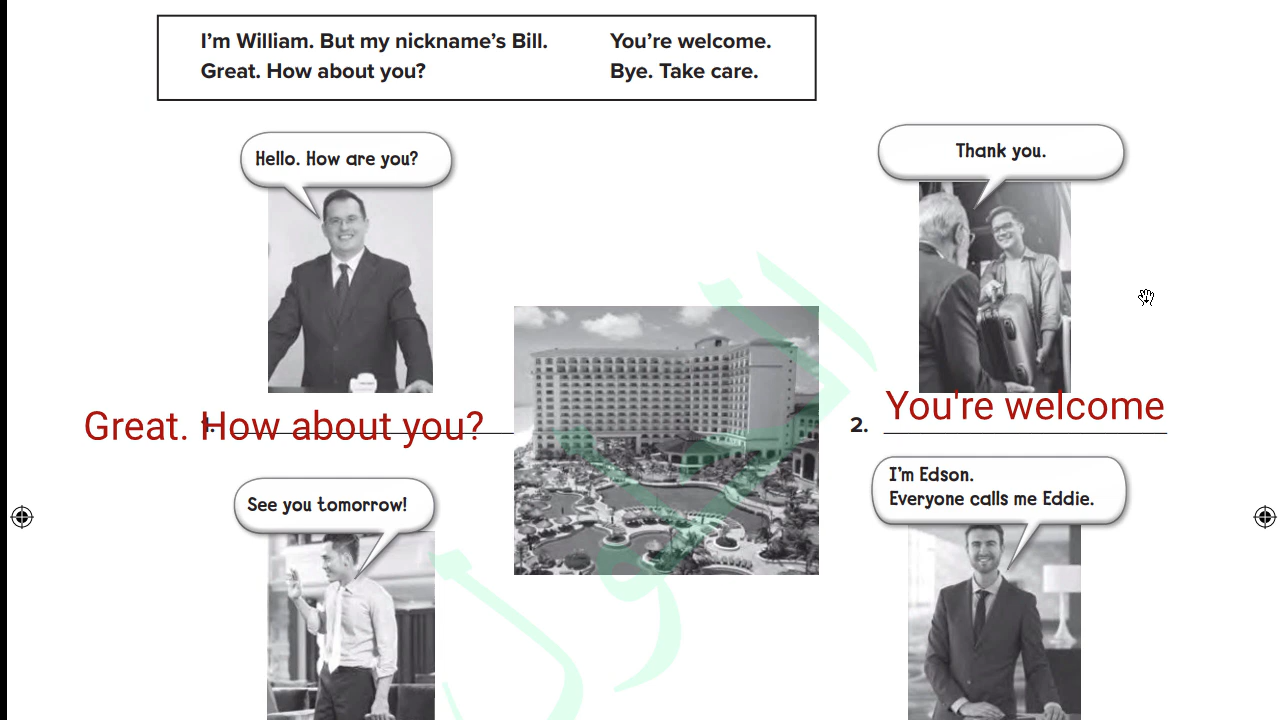 I'm William. But my nickname's Bill.
Great. How about you?
You're welcome.
Bye. Take care.
Hello. How are you?
Thank you.
Great. How about you?
1.
2.
You're welcome
See you tomorrow!
I'm Edson.
Everyone calls me Eddie.